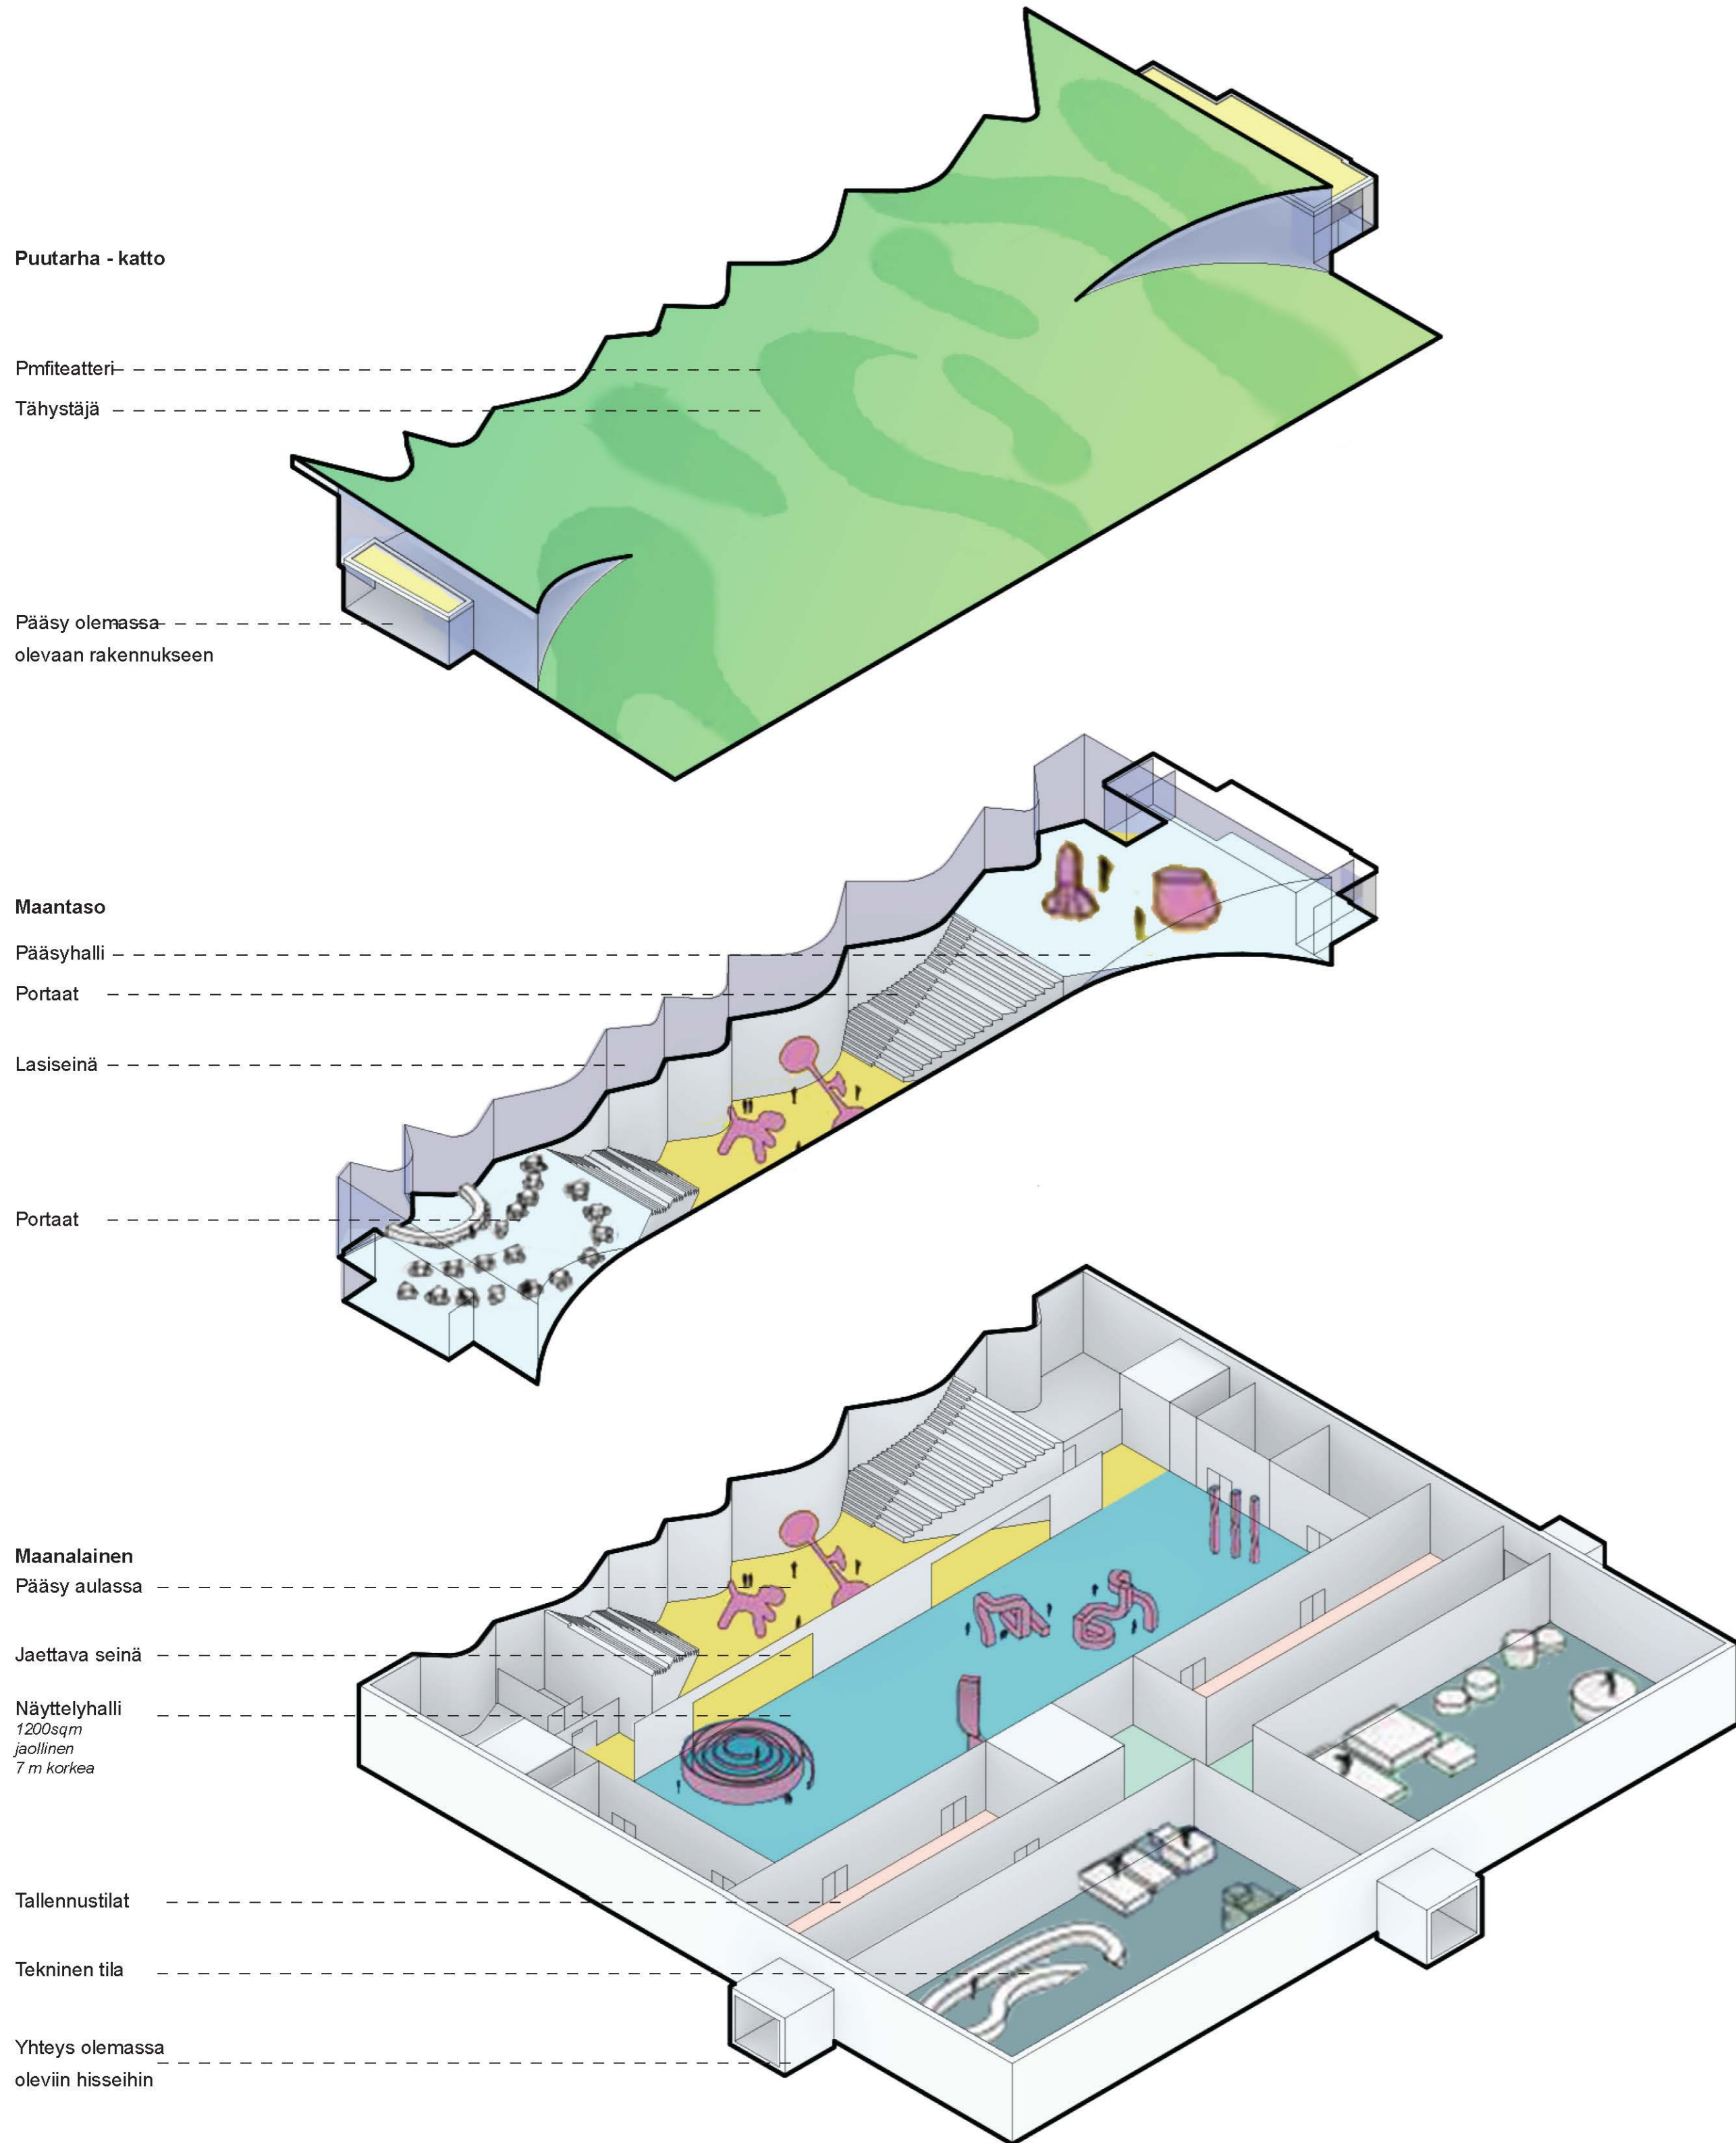 Puutarha - katto
Pmfiteatteri
Tähystäjä
Pääsy olemassa
olevaan rakennukseen
Maantaso
Pääsyhalli
Portaat
Lasiseinä
Portaat
Maanalainen
Pääsy aulassa
Jaettava seinä
Näyttelyhalli
1200sqm
jaollinen
7 m korkea
Tallennustilat
Tekninen tila
Yhteys olemassa
oleviin hisseihin